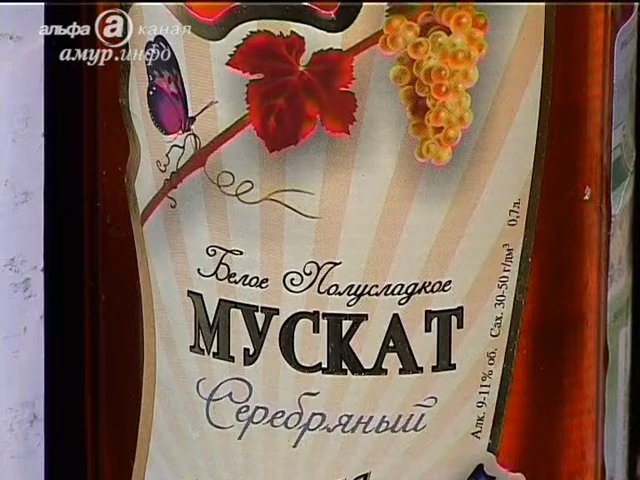 альфа а канал
амур.инфо
Белое Полусладкое
МУСКАТ
Серебряный
Алк. 9-11% об. Сах. 30-50 г/дм³ 0,7л.